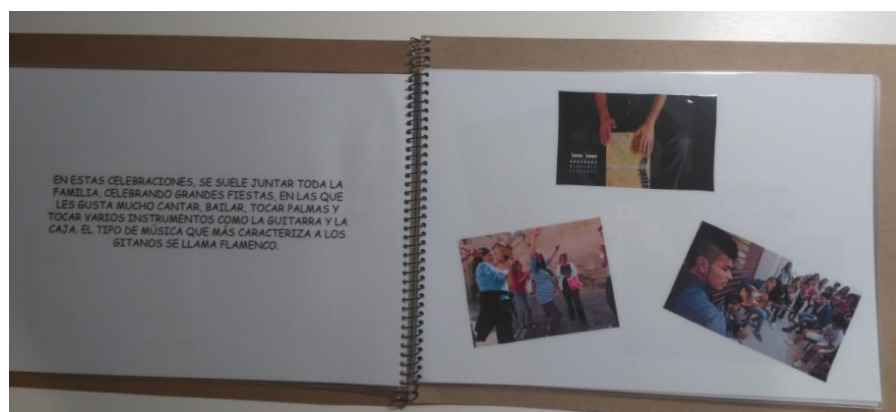 EN ESTAS CELEBRACIONES, SE SUELE JUNTAR TODA LA
FAMILIA, CELEBRANDO GRANDES FIESTAS, EN LAS QUE
LES GUSTA MUCHO CANTAR, BAILAR, TOCAR PALMAS Y
TOCAR VARIOS INSTRUMENTOS COMO LA GUITARRA Y LA
CAJA. EL TIPO DE MÚSICA QUE MÁS CARACTERIZA A LOS
GITANOS SE LLAMA FLAMENCO.